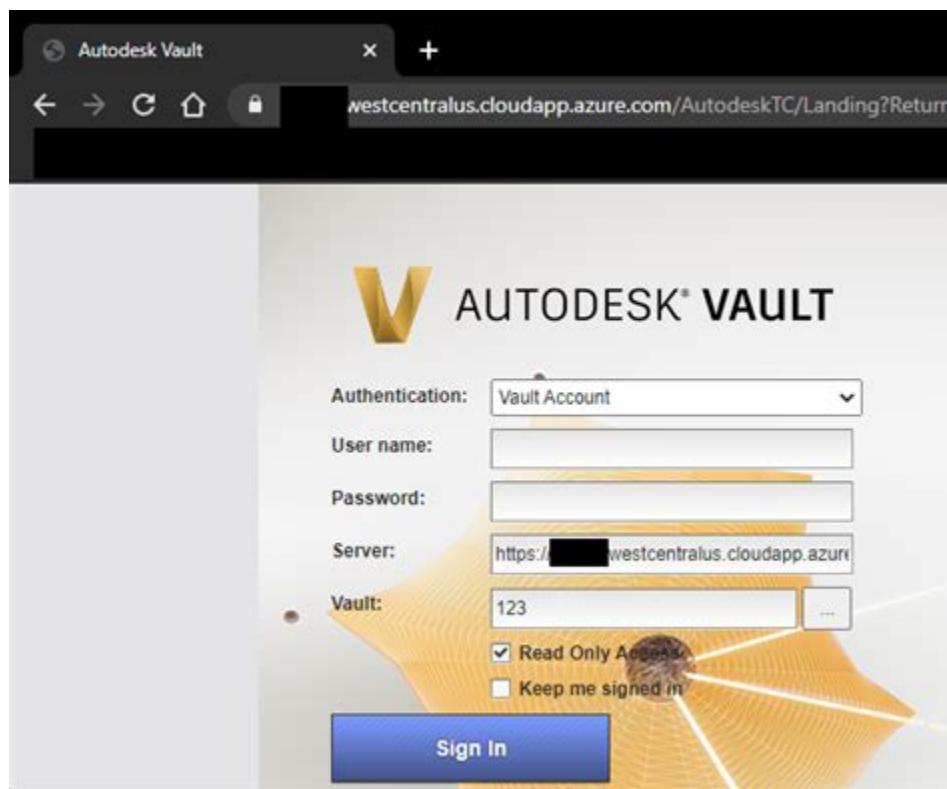 Autodesk Vault
westcentralus.cloudapp.azure.com/AutodeskTC/Landing?Return
AUTODESK® VAULT
Authentication: Vault Account
User name:
Password:
Server: https:/ westcentralus.cloudapp.azure
Vault: 123 ...
Read Only Access
Keep me signed in
Sign In